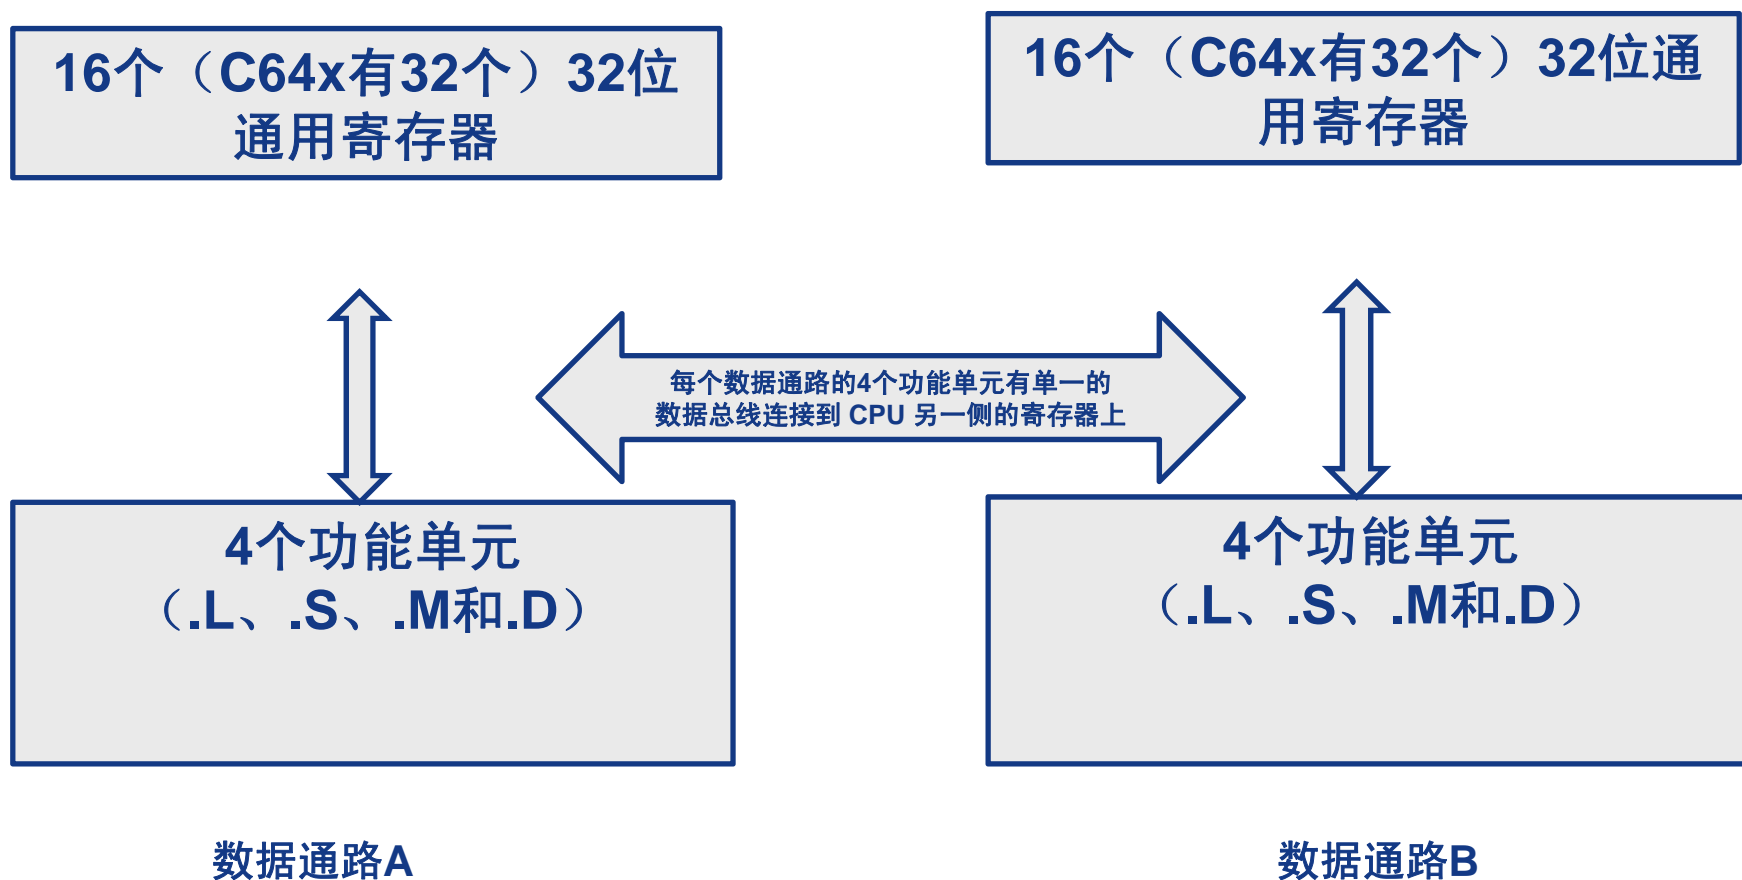 16个（C64x有32个）32位
通用寄存器
16个（C64x有32个）32位通
用寄存器
每个数据通路的4个功能单元有单一的
数据总线连接到 CPU 另一侧的寄存器上
4个功能单元
（.L、.S、.M和.D）
4个功能单元
（.L、.S、.M和.D）
数据通路A
数据通路B